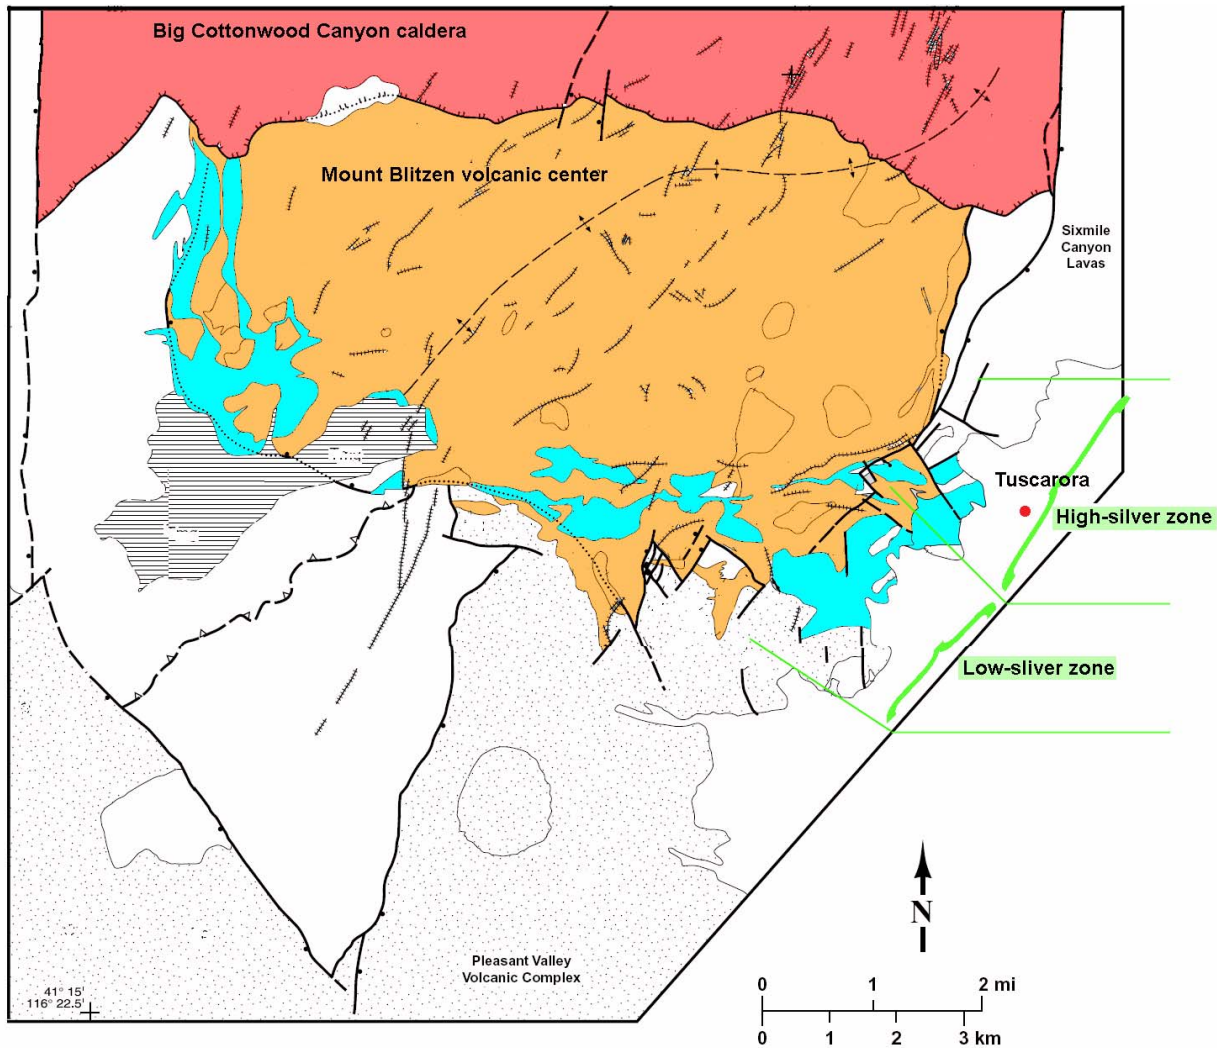 Big Cottonwood Canyon caldera
Mount Blitzen volcanic center
Sixmile
Canyon
Lavas
Tuscarora
High-silver zone
Low-sliver zone
N
Pleasant Valley
Volcanic Complex
41° 15'
116° 22.5'
0 1 2 mi
0 1 2 3 km